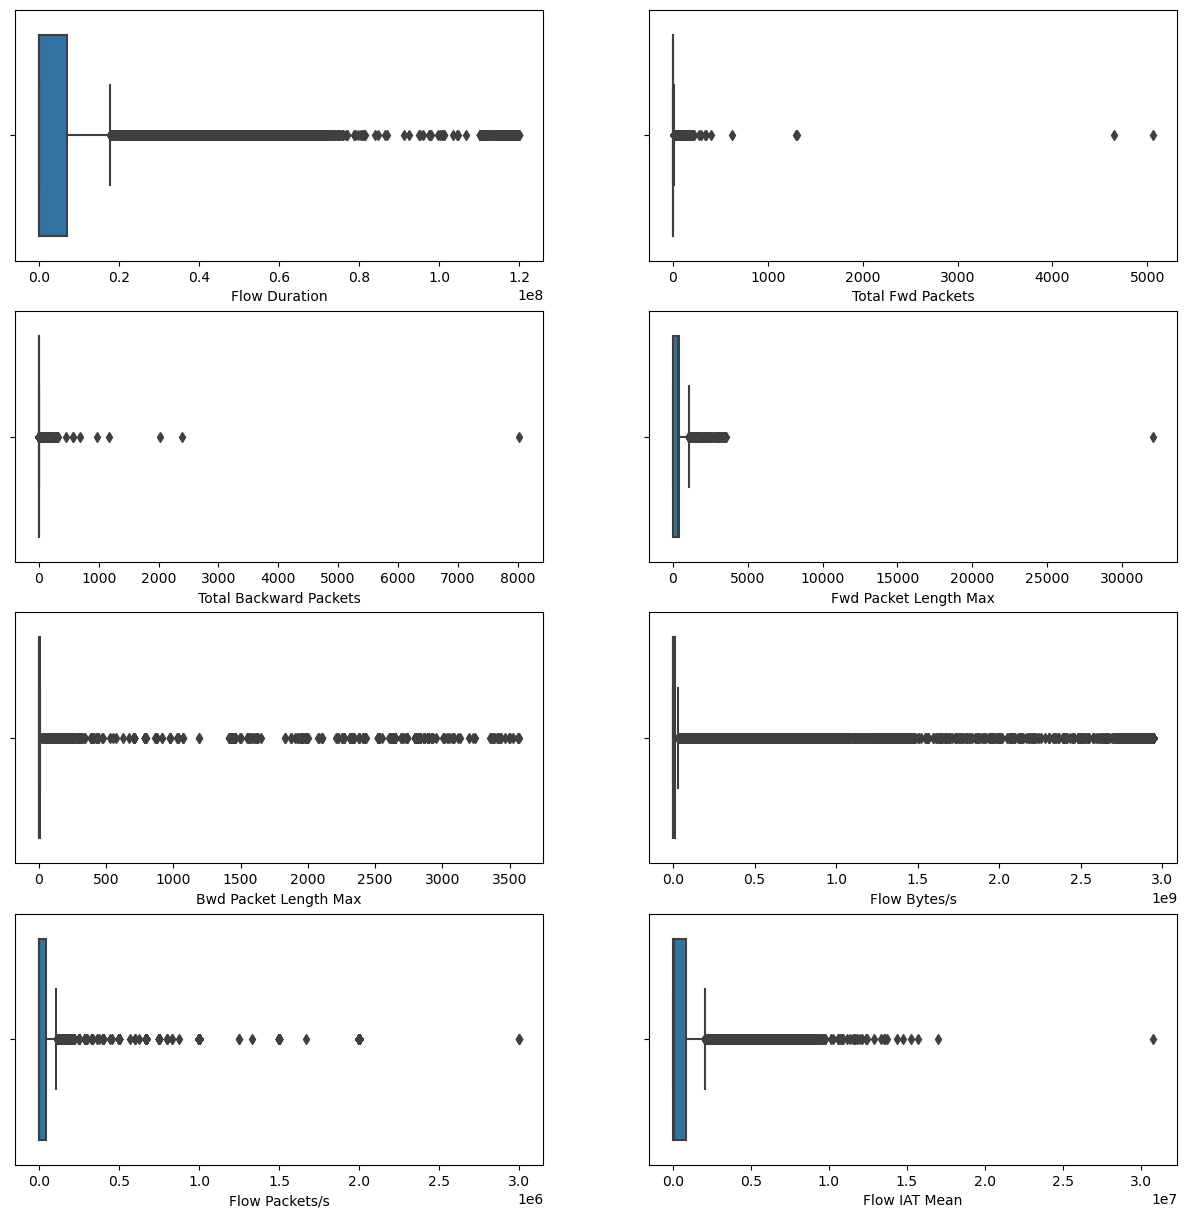 0.0 0.2 0.4 0.6 0.8 1.0 1.2
Flow Duration 1e8
0 1000 2000 3000 4000 5000
Total Fwd Packets
0 1000 2000 3000 4000 5000 6000 7000 8000
Total Backward Packets
0 5000 10000 15000 20000 25000 30000
Fwd Packet Length Max
0 500 1000 1500 2000 2500 3000 3500
Bwd Packet Length Max
0.0 0.5 1.0 1.5 2.0 2.5 3.0
Flow Bytes/s 1e9
0.0 0.5 1.0 1.5 2.0 2.5 3.0
Flow Packets/s 1e6
0.0 0.5 1.0 1.5 2.0 2.5 3.0
Flow IAT Mean 1e7